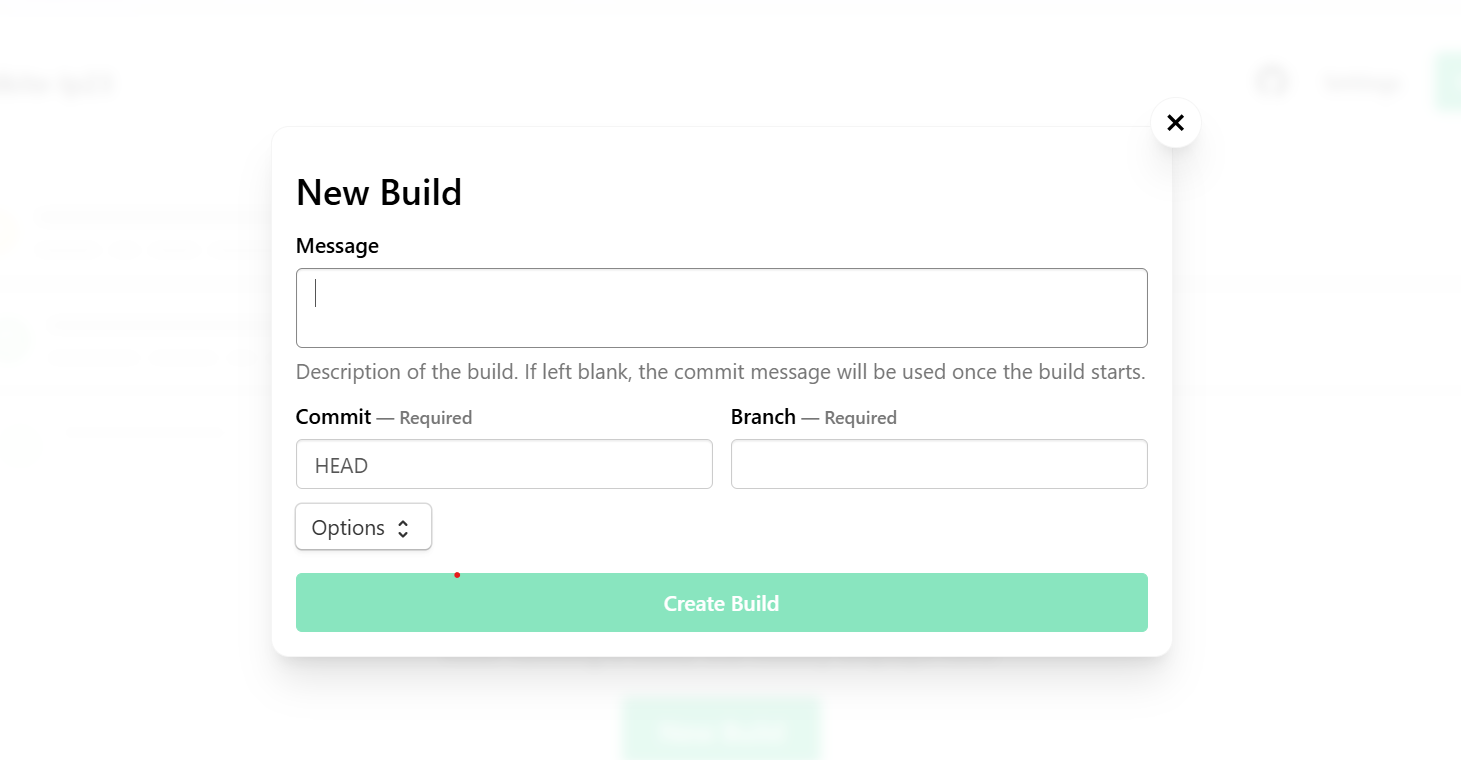 New Build
Message
Description of the build. If left blank, the commit message will be used once the build starts.
Commit — Required
Branch — Required
HEAD
Options
Create Build